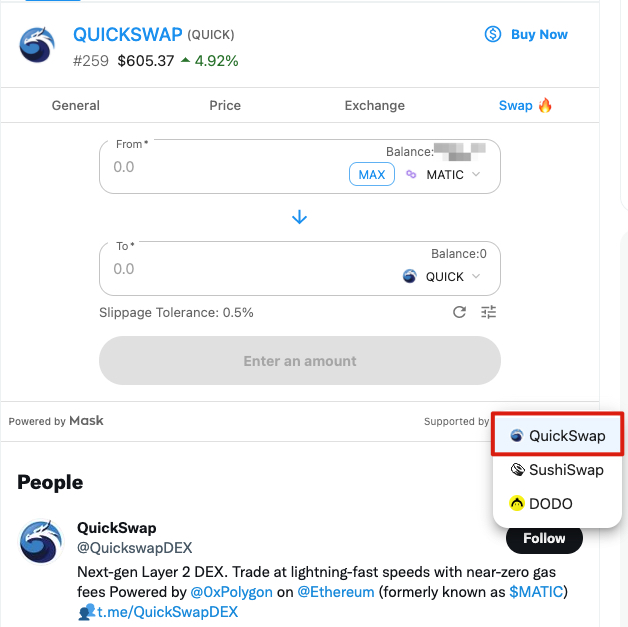 QUICKSWAP (QUICK)
Buy Now
#259 $605.37 4.92%
General Price Exchange Swap 🔥
From*
Balance:
0.0
MAX MATIC
To*
Balance:0
0.0
QUICK
Slippage Tolerance: 0.5%
Enter an amount
Powered by Mask
Supported by
QuickSwap
SushiSwap
DODO
People
QuickSwap
@QuickswapDEX
Follow
Next-gen Layer 2 DEX. Trade at lightning-fast speeds with near-zero gas
fees Powered by @0xPolygon on @Ethereum (formerly known as $MATIC)
👥t.me/QuickSwapDEX